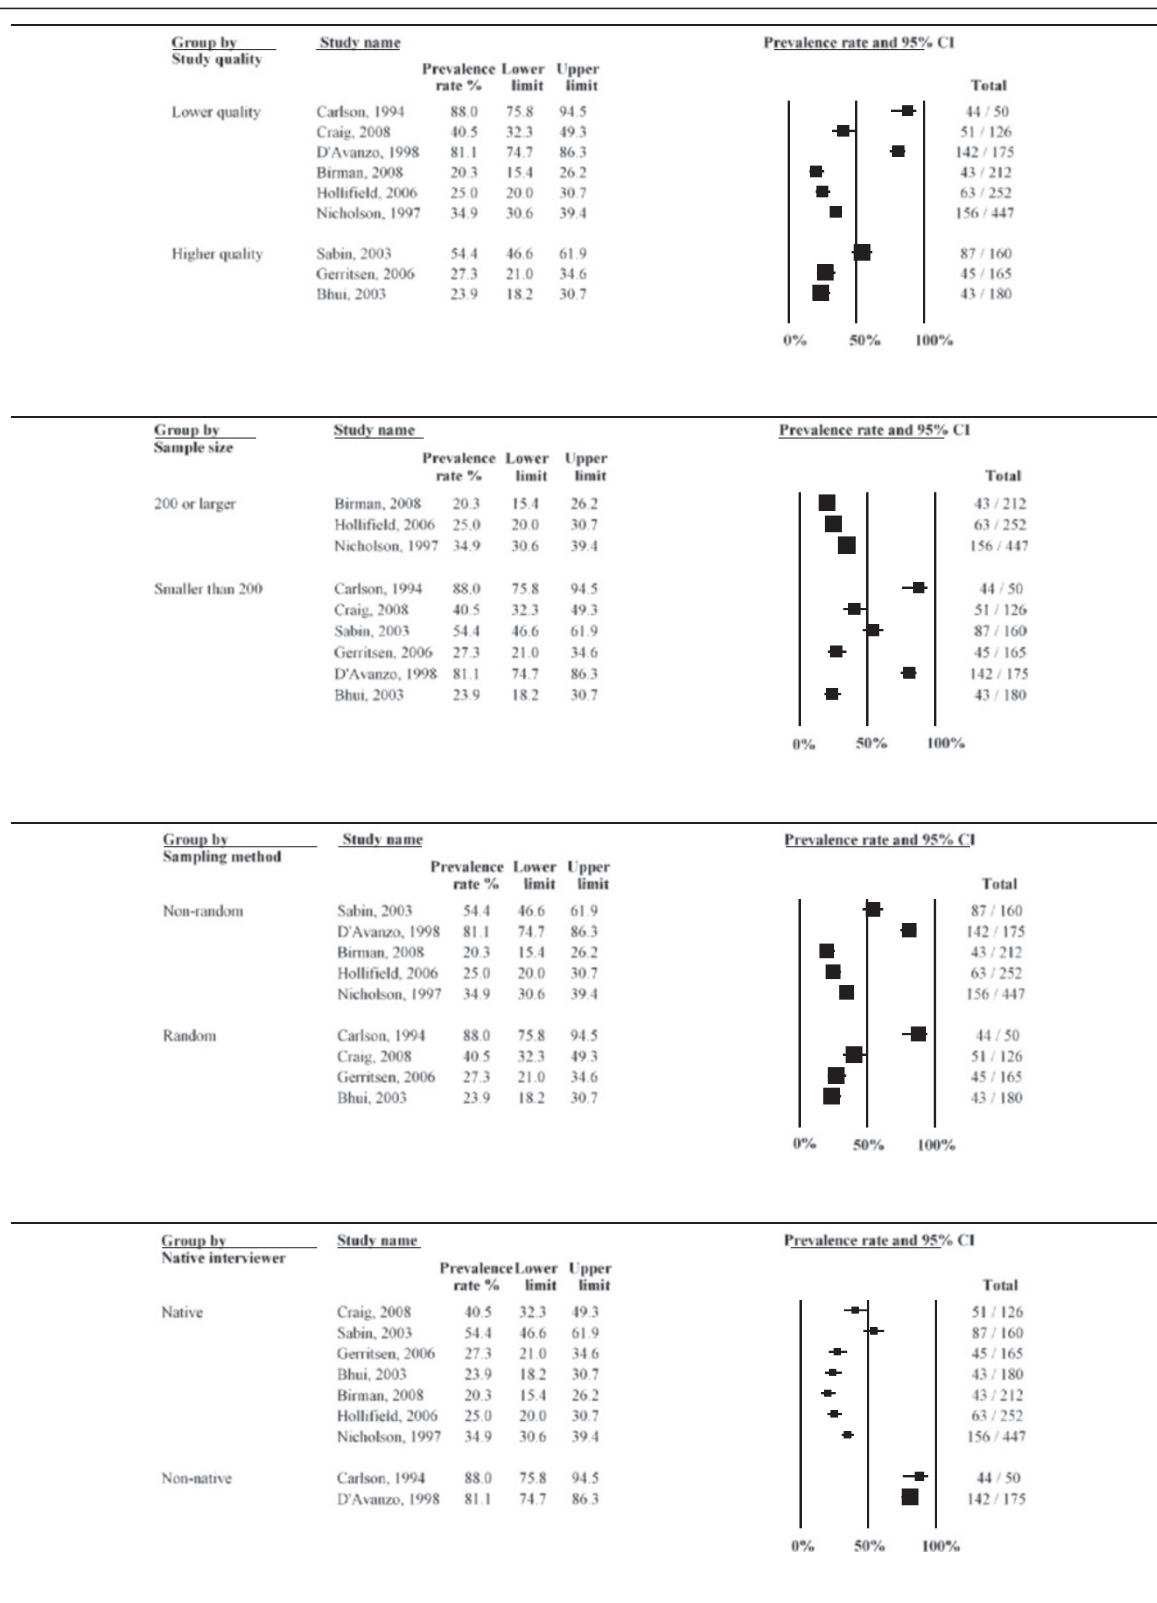 Group by Study name Prevalence rate and 95% CI
Study quality
Prevalence Lower Upper
rate % limit limit Total
Lower quality Carlson, 1994 88.0 75.8 94.5 44 / 50
Craig, 2008 40.5 32.3 49.3 51 / 126
D'Avanzo, 1998 81.1 74.7 86.3 142 / 175
Birman, 2008 20.3 15.4 26.2 43 / 212
Hollifield, 2006 25.0 20.0 30.7 63 / 252
Nicholson, 1997 34.9 30.6 39.4 156 / 447
Higher quality Sabin, 2003 54.4 46.6 61.9 87 / 160
Gerritsen, 2006 27.3 21.0 34.6 45 / 165
Bhui, 2003 23.9 18.2 30.7 43 / 180
0% 50% 100%
Group by Study name Prevalence rate and 95% CI
Sample size
Prevalence Lower Upper
rate % limit limit Total
200 or larger Birman, 2008 20.3 15.4 26.2 43 / 212
Hollifield, 2006 25.0 20.0 30.7 63 / 252
Nicholson, 1997 34.9 30.6 39.4 156 / 447
Smaller than 200 Carlson, 1994 88.0 75.8 94.5 44 / 50
Craig, 2008 40.5 32.3 49.3 51 / 126
Sabin, 2003 54.4 46.6 61.9 87 / 160
Gerritsen, 2006 27.3 21.0 34.6 45 / 165
D'Avanzo, 1998 81.1 74.7 86.3 142 / 175
Bhui, 2003 23.9 18.2 30.7 43 / 180
0% 50% 100%
Group by Study name Prevalence rate and 95% CI
Sampling method
Prevalence Lower Upper
rate % limit limit Total
Non-random Sabin, 2003 54.4 46.6 61.9 87 / 160
D'Avanzo, 1998 81.1 74.7 86.3 142 / 175
Birman, 2008 20.3 15.4 26.2 43 / 212
Hollifield, 2006 25.0 20.0 30.7 63 / 252
Nicholson, 1997 34.9 30.6 39.4 156 / 447
Random Carlson, 1994 88.0 75.8 94.5 44 / 50
Craig, 2008 40.5 32.3 49.3 51 / 126
Gerritsen, 2006 27.3 21.0 34.6 45 / 165
Bhui, 2003 23.9 18.2 30.7 43 / 180
0% 50% 100%
Group by Study name Prevalence rate and 95% CI
Native interviewer
Prevalence Lower Upper
rate % limit limit Total
Native Craig, 2008 40.5 32.3 49.3 51 / 126
Sabin, 2003 54.4 46.6 61.9 87 / 160
Gerritsen, 2006 27.3 21.0 34.6 45 / 165
Bhui, 2003 23.9 18.2 30.7 43 / 180
Birman, 2008 20.3 15.4 26.2 43 / 212
Hollifield, 2006 25.0 20.0 30.7 63 / 252
Nicholson, 1997 34.9 30.6 39.4 156 / 447
Non-native Carlson, 1994 88.0 75.8 94.5 44 / 50
D'Avanzo, 1998 81.1 74.7 86.3 142 / 175
0% 50% 100%